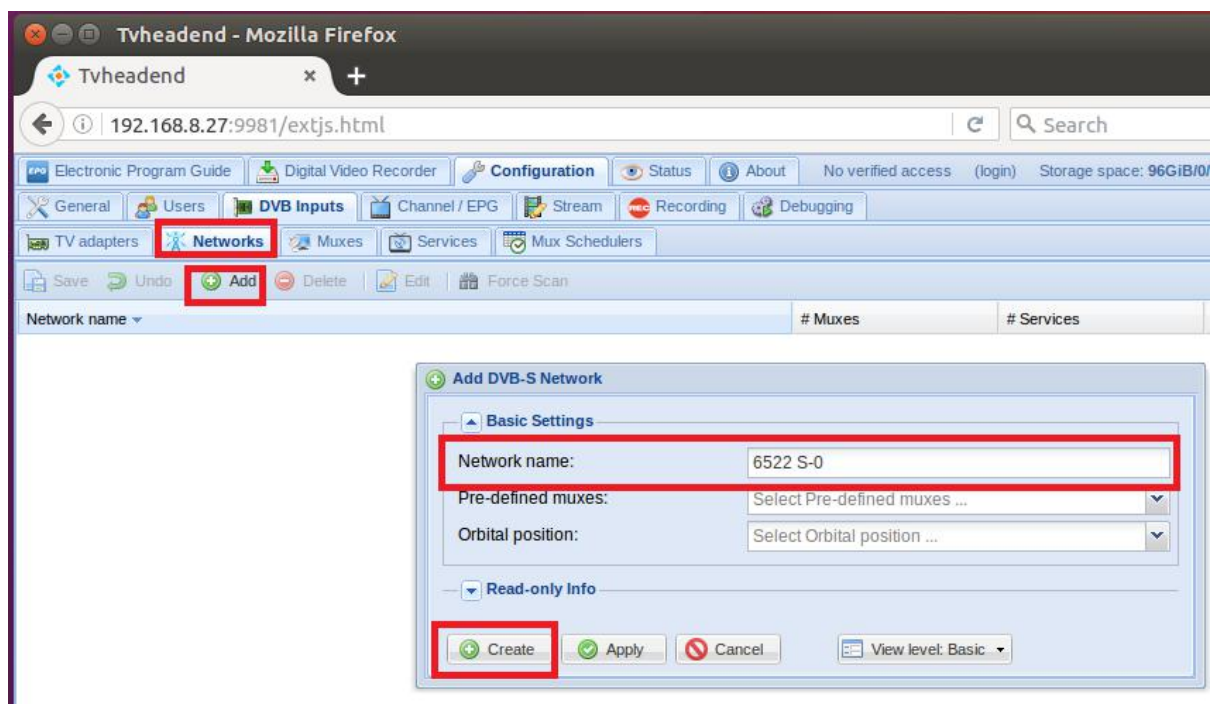 Tvheadend - Mozilla Firefox
Tvheadend
192.168.8.27:9981/extjs.html
Search
EPG Electronic Program Guide Digital Video Recorder Configuration Status About No verified access (login) Storage space: 96GiB/0/
General Users DVB Inputs Channel / EPG Stream REC Recording Debugging
TV adapters Networks Muxes Services Mux Schedulers
Save Undo Add Delete Edit Force Scan
Network name # Muxes # Services
Add DVB-S Network
Basic Settings
Network name: 6522 S-0
Pre-defined muxes: Select Pre-defined muxes ...
Orbital position: Select Orbital position ...
Read-only Info
Create Apply Cancel View level: Basic